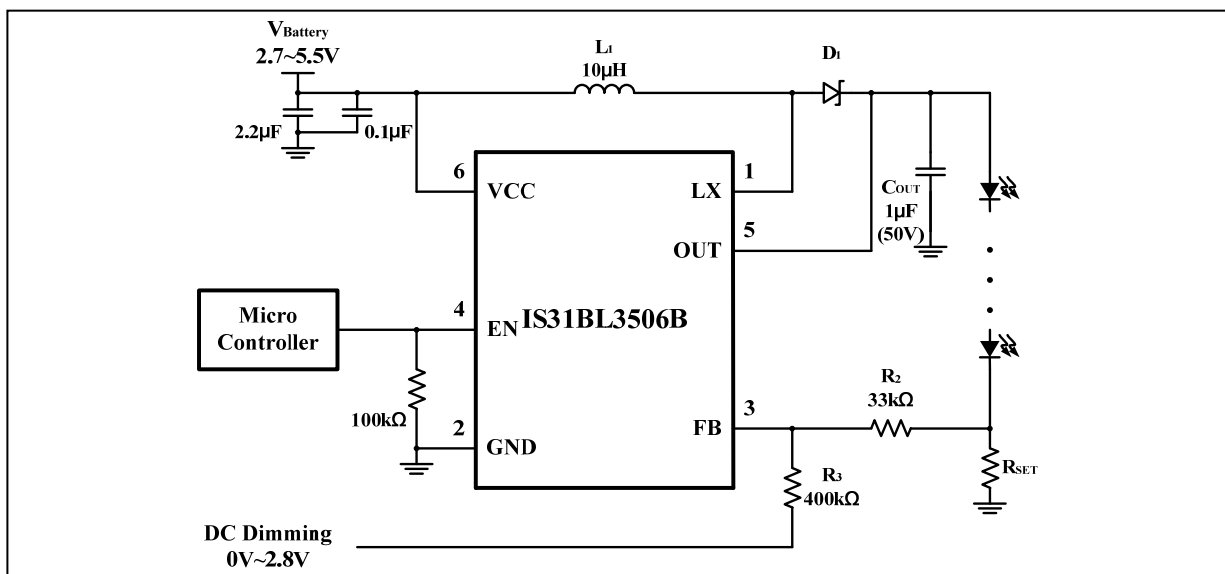 VBattery
2.7~5.5V
L1
10μH
D1
2.2μF
0.1μF
6
VCC
1
LX
COUT
1μF
(50V)
5
OUT
Micro
Controller
4
EN
IS31BL3506B
100kΩ
2
GND
3
FB
R2
33kΩ
RSET
R3
400kΩ
DC Dimming
0V~2.8V